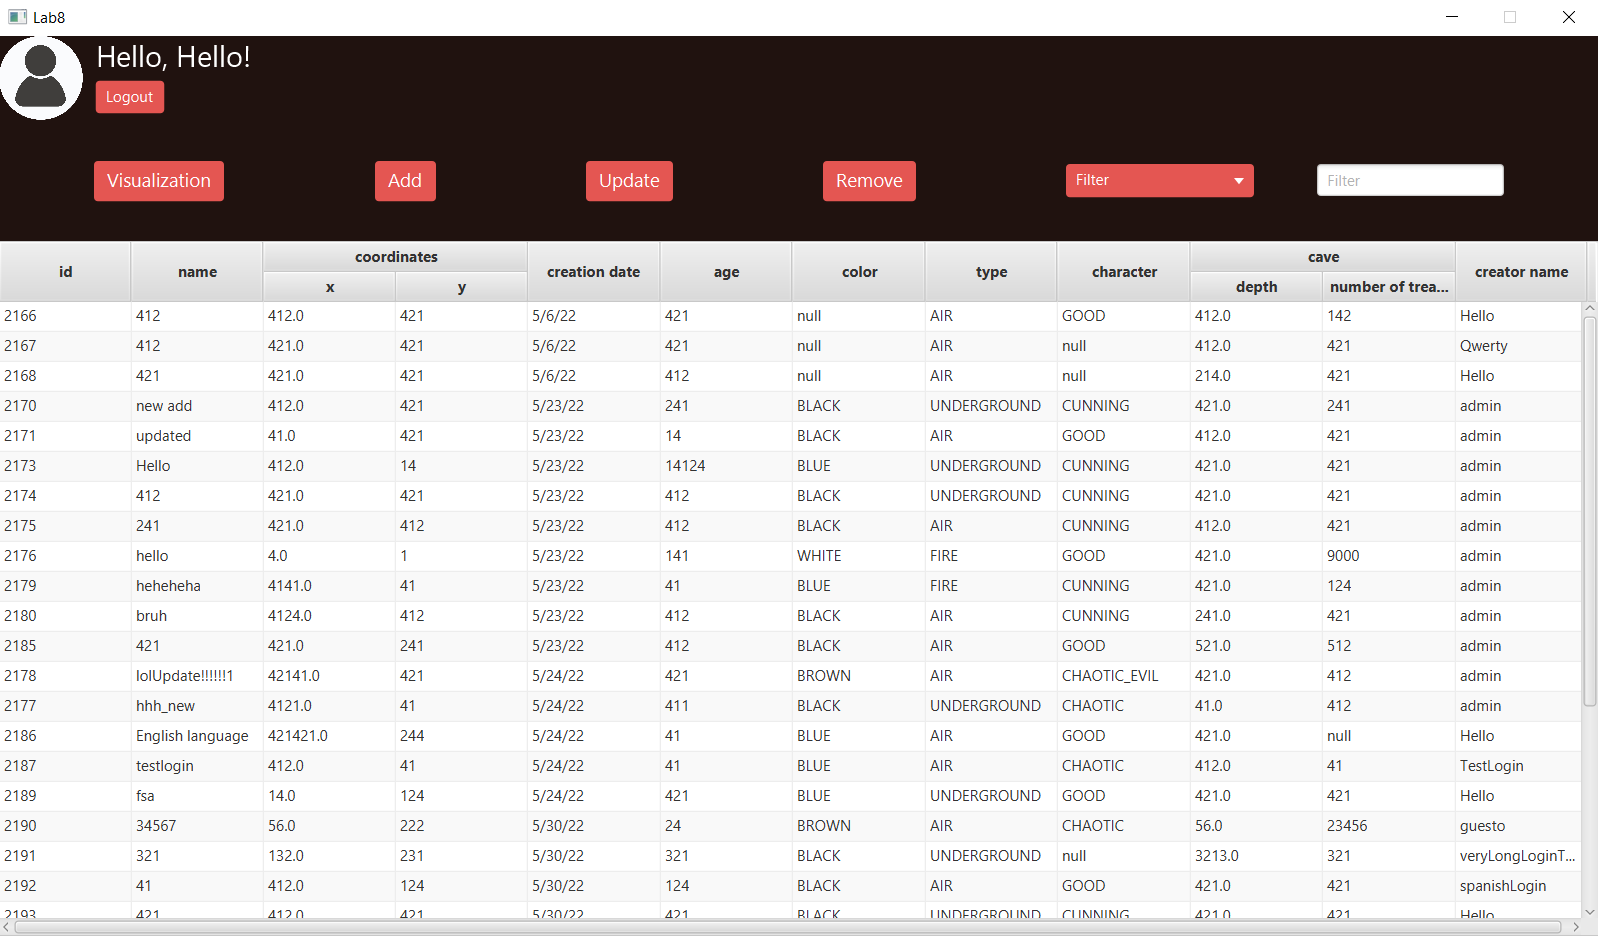 Lab8
Hello, Hello!
Logout
Visualization Add Update Remove Filter Filter
id name coordinates creation date age color type character cave creator name
x y depth number of trea...
2166 412 412.0 421 5/6/22 421 null AIR GOOD 412.0 142 Hello
2167 412 421.0 421 5/6/22 421 null AIR null 412.0 421 Qwerty
2168 421 421.0 421 5/6/22 412 null AIR null 214.0 421 Hello
2170 new add 412.0 421 5/23/22 241 BLACK UNDERGROUND CUNNING 421.0 241 admin
2171 updated 41.0 421 5/23/22 14 BLACK AIR GOOD 412.0 421 admin
2173 Hello 412.0 14 5/23/22 14124 BLUE UNDERGROUND CUNNING 421.0 421 admin
2174 412 421.0 421 5/23/22 412 BLACK UNDERGROUND CUNNING 421.0 421 admin
2175 241 421.0 412 5/23/22 412 BLACK AIR CUNNING 412.0 421 admin
2176 hello 4.0 1 5/23/22 141 WHITE FIRE GOOD 421.0 9000 admin
2179 heheheha 4141.0 41 5/23/22 41 BLUE FIRE CUNNING 421.0 124 admin
2180 bruh 4124.0 412 5/23/22 412 BLACK AIR CUNNING 241.0 421 admin
2185 421 421.0 241 5/23/22 412 BLACK AIR GOOD 521.0 512 admin
2178 lolUpdate!!!!!!1 42141.0 421 5/24/22 421 BROWN AIR CHAOTIC_EVIL 421.0 412 admin
2177 hhh_new 4121.0 41 5/24/22 411 BLACK UNDERGROUND CHAOTIC 41.0 412 admin
2186 English language 421421.0 244 5/24/22 41 BLUE AIR GOOD 421.0 null Hello
2187 testlogin 412.0 41 5/24/22 41 BLUE AIR CHAOTIC 412.0 41 TestLogin
2189 fsa 14.0 124 5/24/22 421 BLUE UNDERGROUND GOOD 421.0 421 Hello
2190 34567 56.0 222 5/30/22 24 BROWN AIR CHAOTIC 56.0 23456 guesto
2191 321 132.0 231 5/30/22 321 BLACK UNDERGROUND null 3213.0 321 veryLongLoginT...
2192 41 412.0 124 5/30/22 124 BLACK AIR GOOD 421.0 421 spanishLogin
2193 421 412.0 421 5/30/22 421 BLACK UNDERGROUND CUNNING 421.0 421 Hello